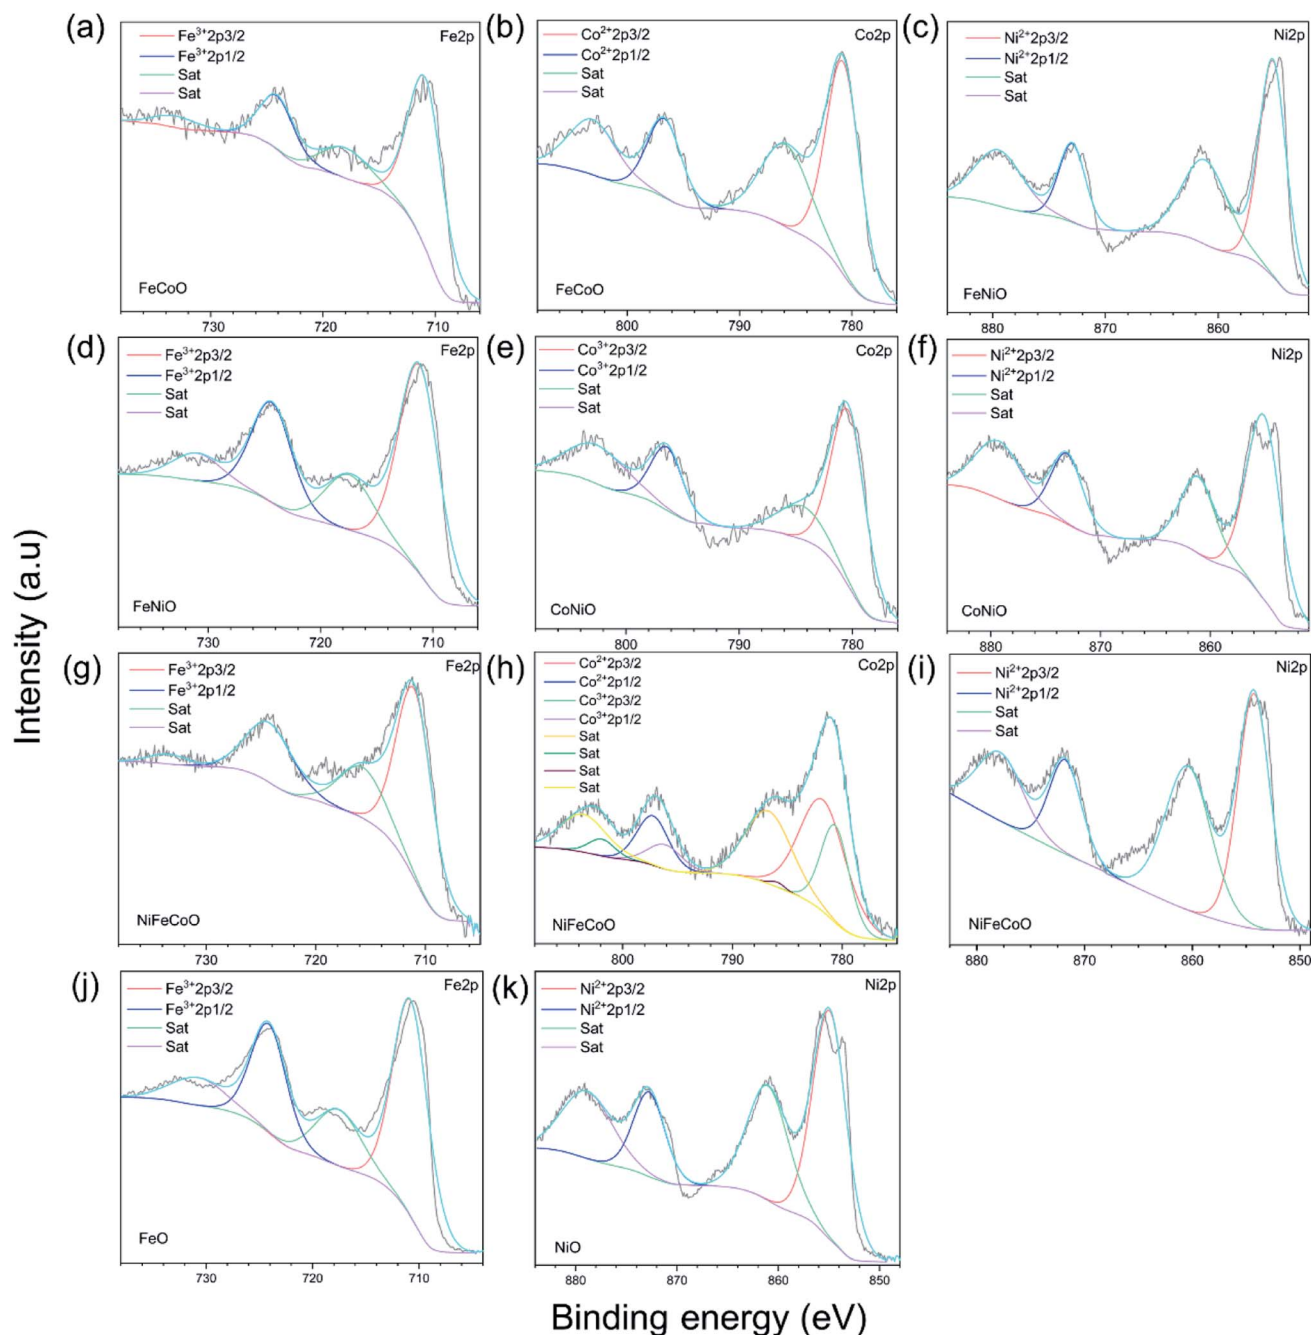 (a)
Fe³⁺2p3/2
Fe³⁺2p1/2
Sat
Sat
Fe2p
FeCoO
730 720 710
(b)
Co²⁺2p3/2
Co²⁺2p1/2
Sat
Sat
Co2p
FeCoO
800 790 780
(c)
Ni²⁺2p3/2
Ni²⁺2p1/2
Sat
Sat
Ni2p
FeNiO
880 870 860
(d)
Fe³⁺2p3/2
Fe³⁺2p1/2
Sat
Sat
Fe2p
FeNiO
730 720 710
(e)
Co³⁺2p3/2
Co³⁺2p1/2
Sat
Sat
Co2p
CoNiO
800 790 780
(f)
Ni²⁺2p3/2
Ni²⁺2p1/2
Sat
Sat
Ni2p
CoNiO
880 870 860
(g)
Fe³⁺2p3/2
Fe³⁺2p1/2
Sat
Sat
Fe2p
NiFeCoO
730 720 710
(h)
Co²⁺2p3/2
Co²⁺2p1/2
Co³⁺2p3/2
Co³⁺2p1/2
Sat
Sat
Sat
Sat
Co2p
NiFeCoO
800 790 780
(i)
Ni²⁺2p3/2
Ni²⁺2p1/2
Sat
Sat
Ni2p
NiFeCoO
880 870 860 850
(j)
Fe³⁺2p3/2
Fe³⁺2p1/2
Sat
Sat
Fe2p
FeO
730 720 710
(k)
Ni²⁺2p3/2
Ni²⁺2p1/2
Sat
Sat
Ni2p
NiO
880 870 860 850
Intensity (a.u)
Binding energy (eV)